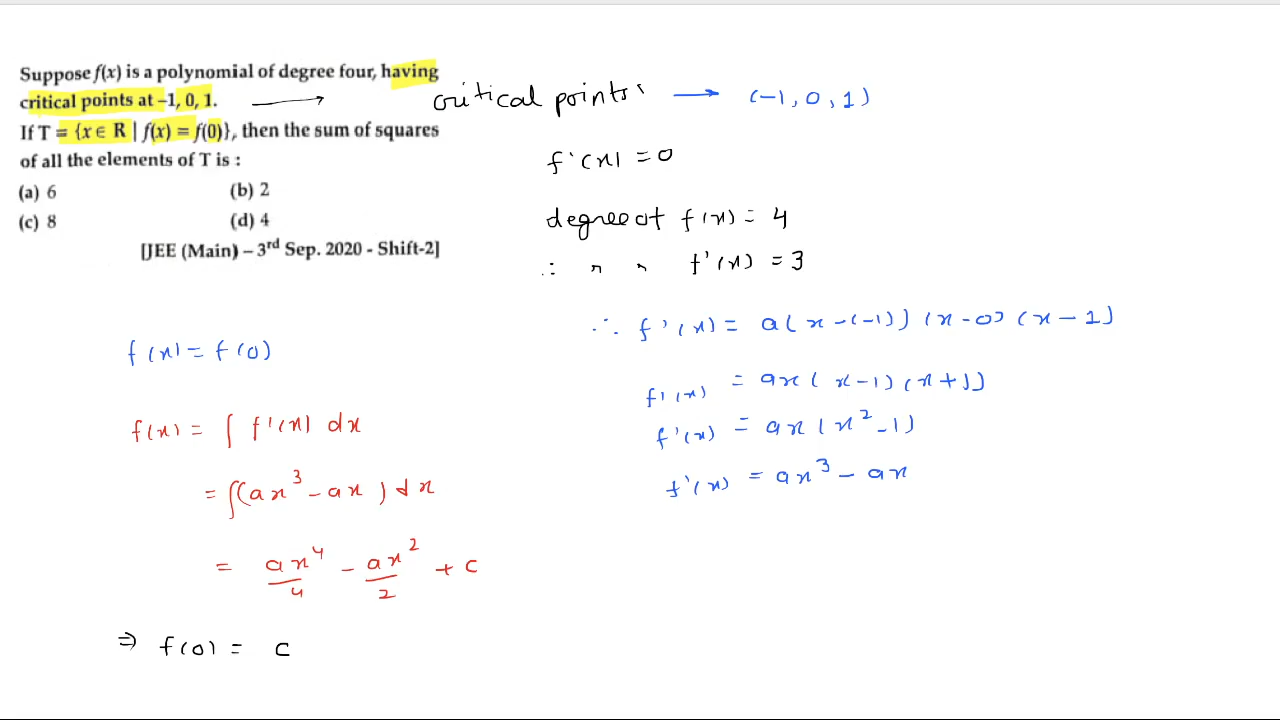 Suppose f(x) is a polynomial of degree four, having
critical points at –1, 0, 1.
If T = {x ∈ R | f(x) = f(0)}, then the sum of squares
of all the elements of T is :
(a) 6 (b) 2
(c) 8 (d) 4
[JEE (Main) – 3rd Sep. 2020 - Shift-2]
critical points → (-1, 0, 1)
f'(x) = 0
degree of f(x) = 4
∴ " " f'(x) = 3
∴ f'(x) = a(x-(-1))(x-0)(x-1)
f'(x) = ax(x-1)(x+1)
f'(x) = ax(x²-1)
f'(x) = ax³ - ax
f(x) = f(0)
f(x) = ∫ f'(x) dx
= ∫(ax³ - ax) dx
= ax⁴/4 - ax²/2 + c
⇒ f(0) = c